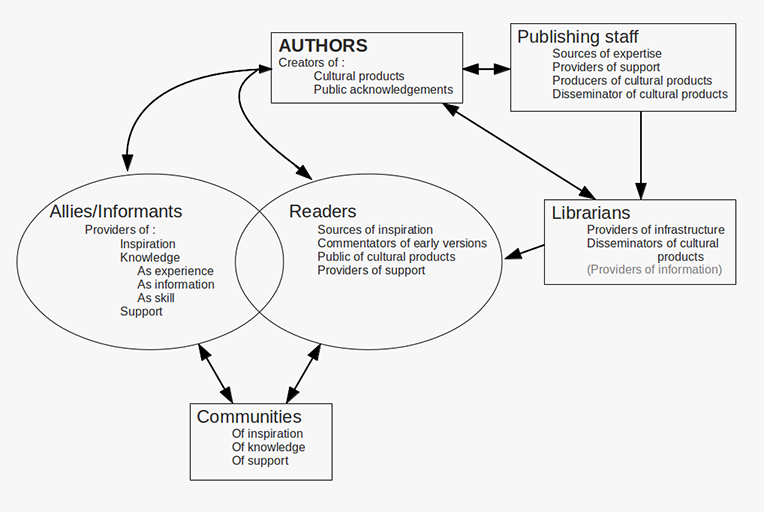 AUTHORS
Creators of :
Cultural products
Public acknowledgements
Publishing staff
Sources of expertise
Providers of support
Producers of cultural products
Disseminator of cultural products
Allies/Informants
Providers of :
Inspiration
Knowledge
As experience
As information
As skill
Support
Readers
Sources of inspiration
Commentators of early versions
Public of cultural products
Providers of support
Librarians
Providers of infrastructure
Disseminators of cultural
products
(Providers of information)
Communities
Of inspiration
Of knowledge
Of support